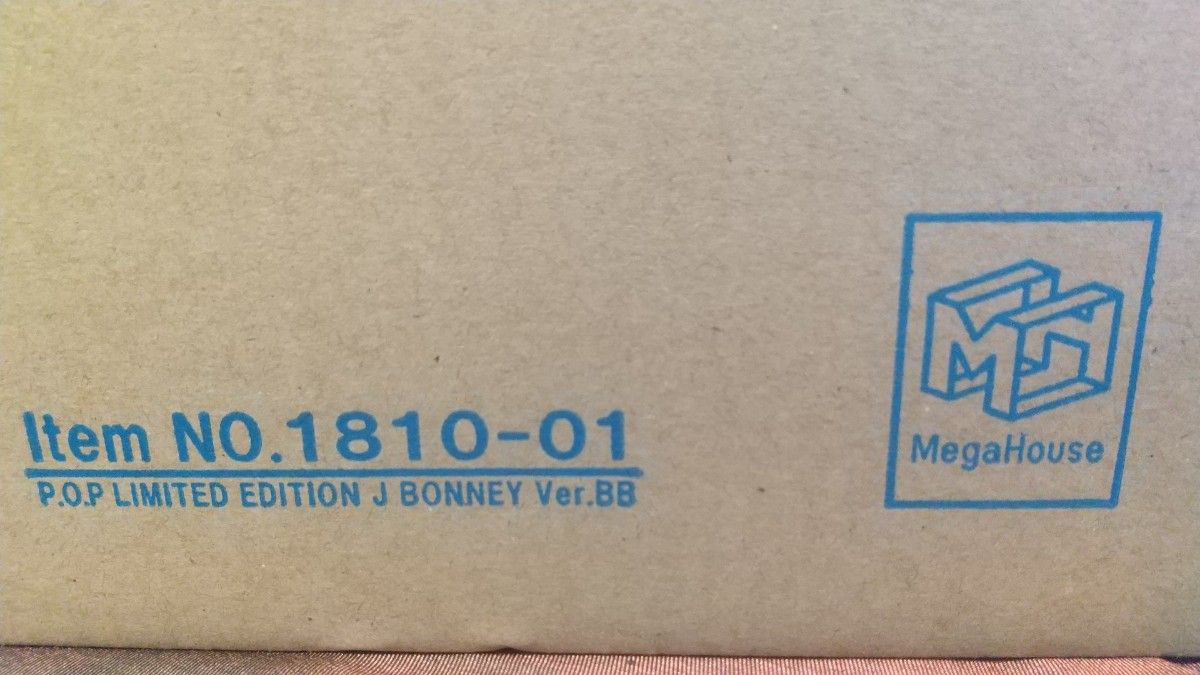 Item NO.1810-01
P.O.P LIMITED EDITION J BONNEY Ver.BB
MegaHouse